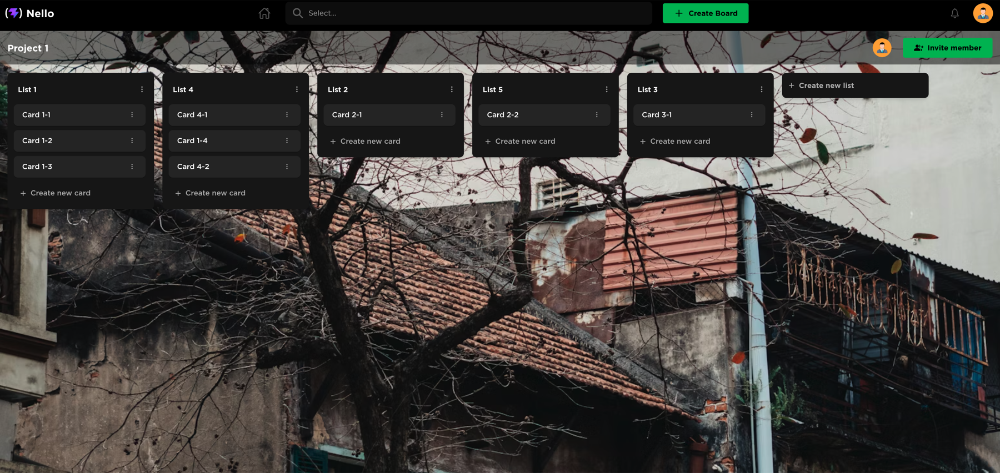 Nello
Select...
+ Create Board
Project 1
Invite member
List 1
Card 1-1
Card 1-2
Card 1-3
+ Create new card
List 4
Card 4-1
Card 1-4
Card 4-2
+ Create new card
List 2
Card 2-1
+ Create new card
List 5
Card 2-2
+ Create new card
List 3
Card 3-1
+ Create new card
+ Create new list